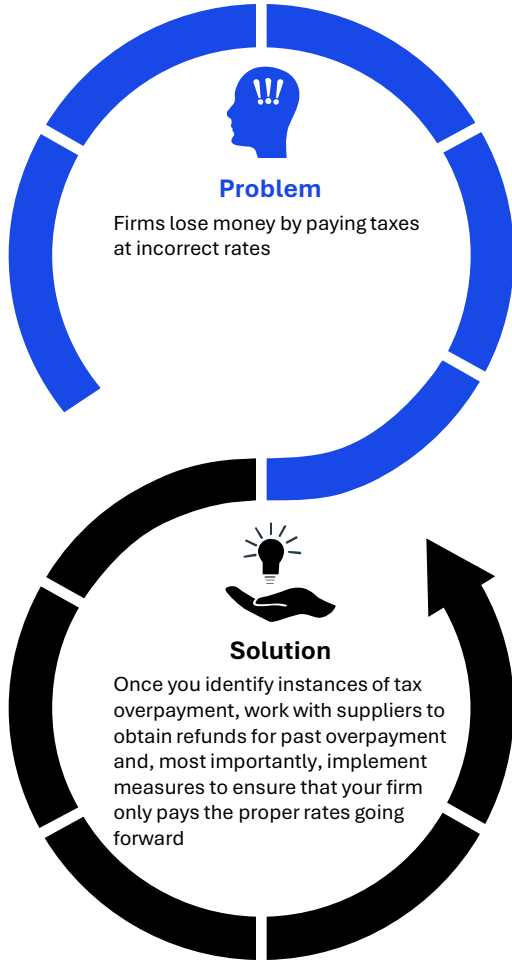 Problem
Firms lose money by paying taxes
at incorrect rates
Solution
Once you identify instances of tax
overpayment, work with suppliers to
obtain refunds for past overpayment
and, most importantly, implement
measures to ensure that your firm
only pays the proper rates going
forward